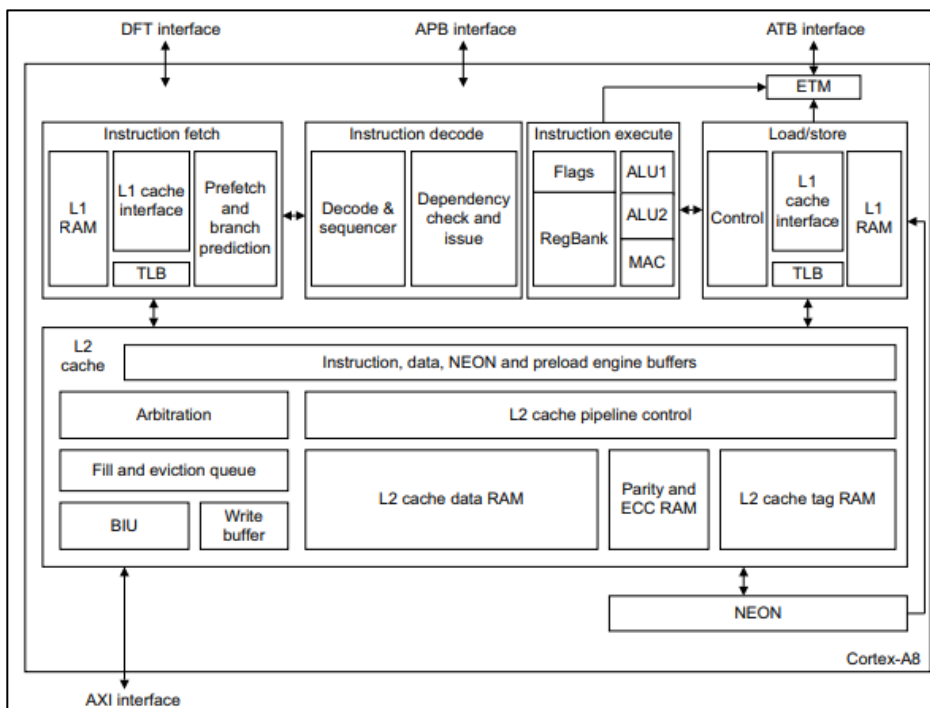 DFT interface
APB interface
ATB interface
ETM
Instruction fetch
L1
RAM
L1 cache
interface
TLB
Prefetch
and
branch
prediction
Instruction decode
Decode &
sequencer
Dependency
check and
issue
Instruction execute
Flags
RegBank
ALU1
ALU2
MAC
Load/store
Control
L1
cache
interface
TLB
L1
RAM
L2
cache
Instruction, data, NEON and preload engine buffers
Arbitration
L2 cache pipeline control
Fill and eviction queue
BIU
Write
buffer
L2 cache data RAM
Parity and
ECC RAM
L2 cache tag RAM
NEON
Cortex-A8
AXI interface